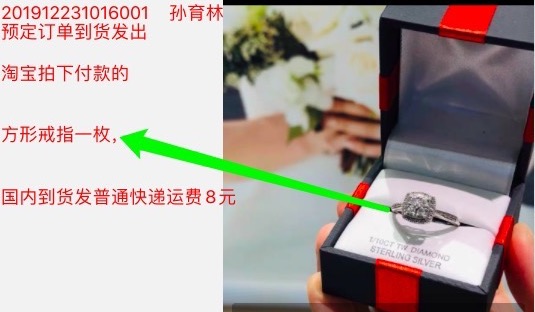 201912231016001 孙育林
预定订单到货发出
淘宝拍下付款的
方形戒指一枚，
国内到货发普通快递运费8元
1/10CT TW DIAMOND
STERLING SILVER